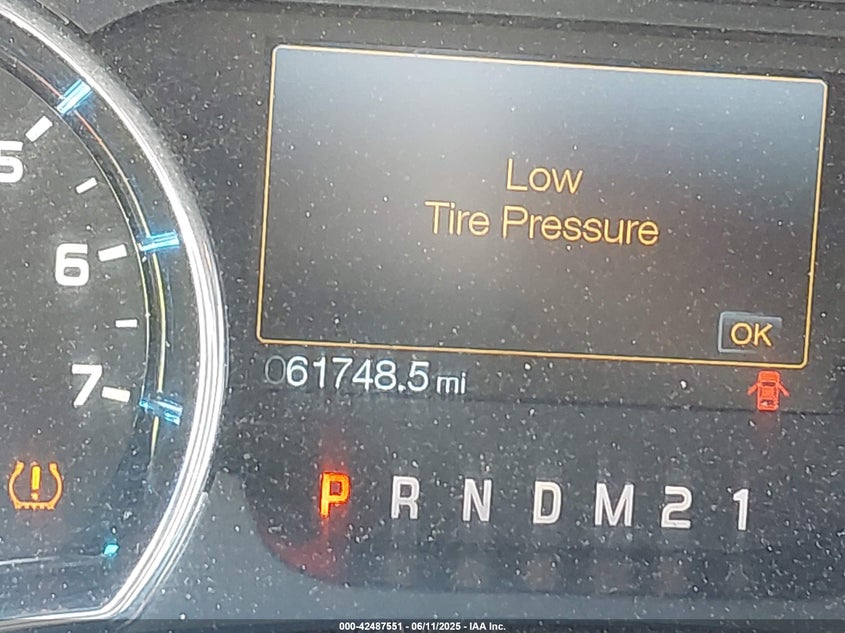 5
6
7
Low
Tire Pressure
OK
061748.5 mi
P R N D M 2 1
000-42487551 - 06/11/2025 - IAA Inc.